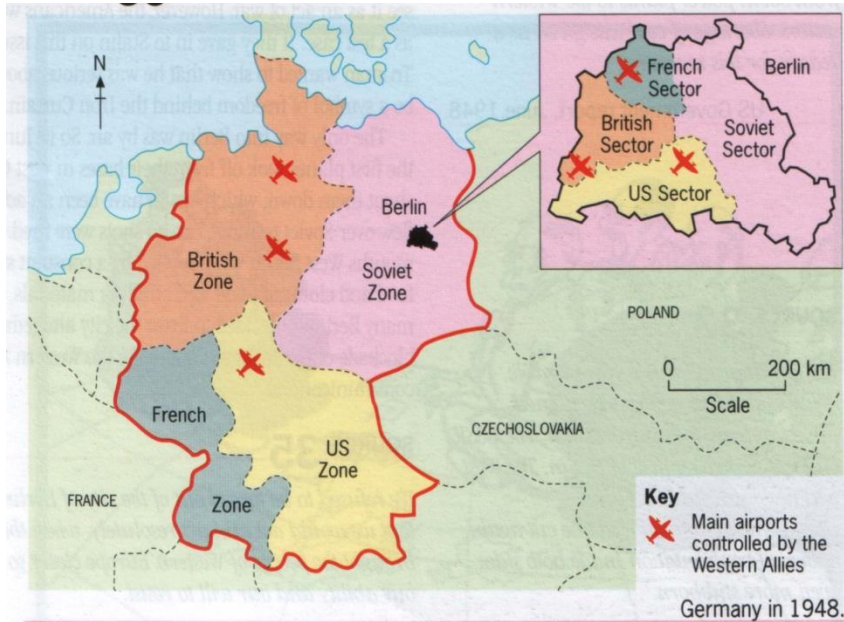 N
British
Zone
Berlin
Soviet
Zone
French
Zone
US
Zone
FRANCE
POLAND
CZECHOSLOVAKIA
French
Sector
British
Sector
US Sector
Soviet
Sector
Berlin
0 200 km
Scale
Key
Main airports
controlled by the
Western Allies
Germany in 1948.